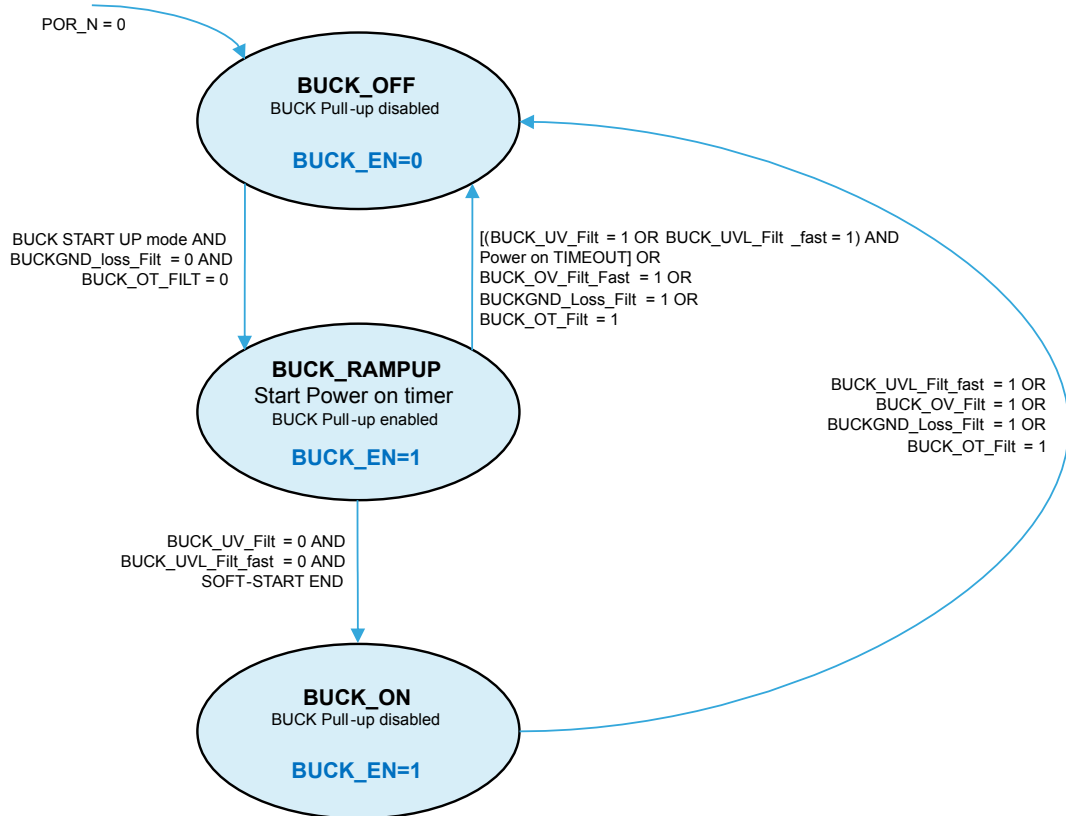 POR_N = 0
BUCK_OFF
BUCK Pull-up disabled
BUCK_EN=0
BUCK START UP mode AND
BUCKGND_loss_Filt = 0 AND
BUCK_OT_FILT = 0
[(BUCK_UV_Filt = 1 OR BUCK_UVL_Filt _fast = 1) AND
Power on TIMEOUT] OR
BUCK_OV_Filt_Fast = 1 OR
BUCKGND_Loss_Filt = 1 OR
BUCK_OT_Filt = 1
BUCK_RAMPUP
Start Power on timer
BUCK Pull-up enabled
BUCK_EN=1
BUCK_UVL_Filt_fast = 1 OR
BUCK_OV_Filt = 1 OR
BUCKGND_Loss_Filt = 1 OR
BUCK_OT_Filt = 1
BUCK_UV_Filt = 0 AND
BUCK_UVL_Filt_fast = 0 AND
SOFT-START END
BUCK_ON
BUCK Pull-up disabled
BUCK_EN=1